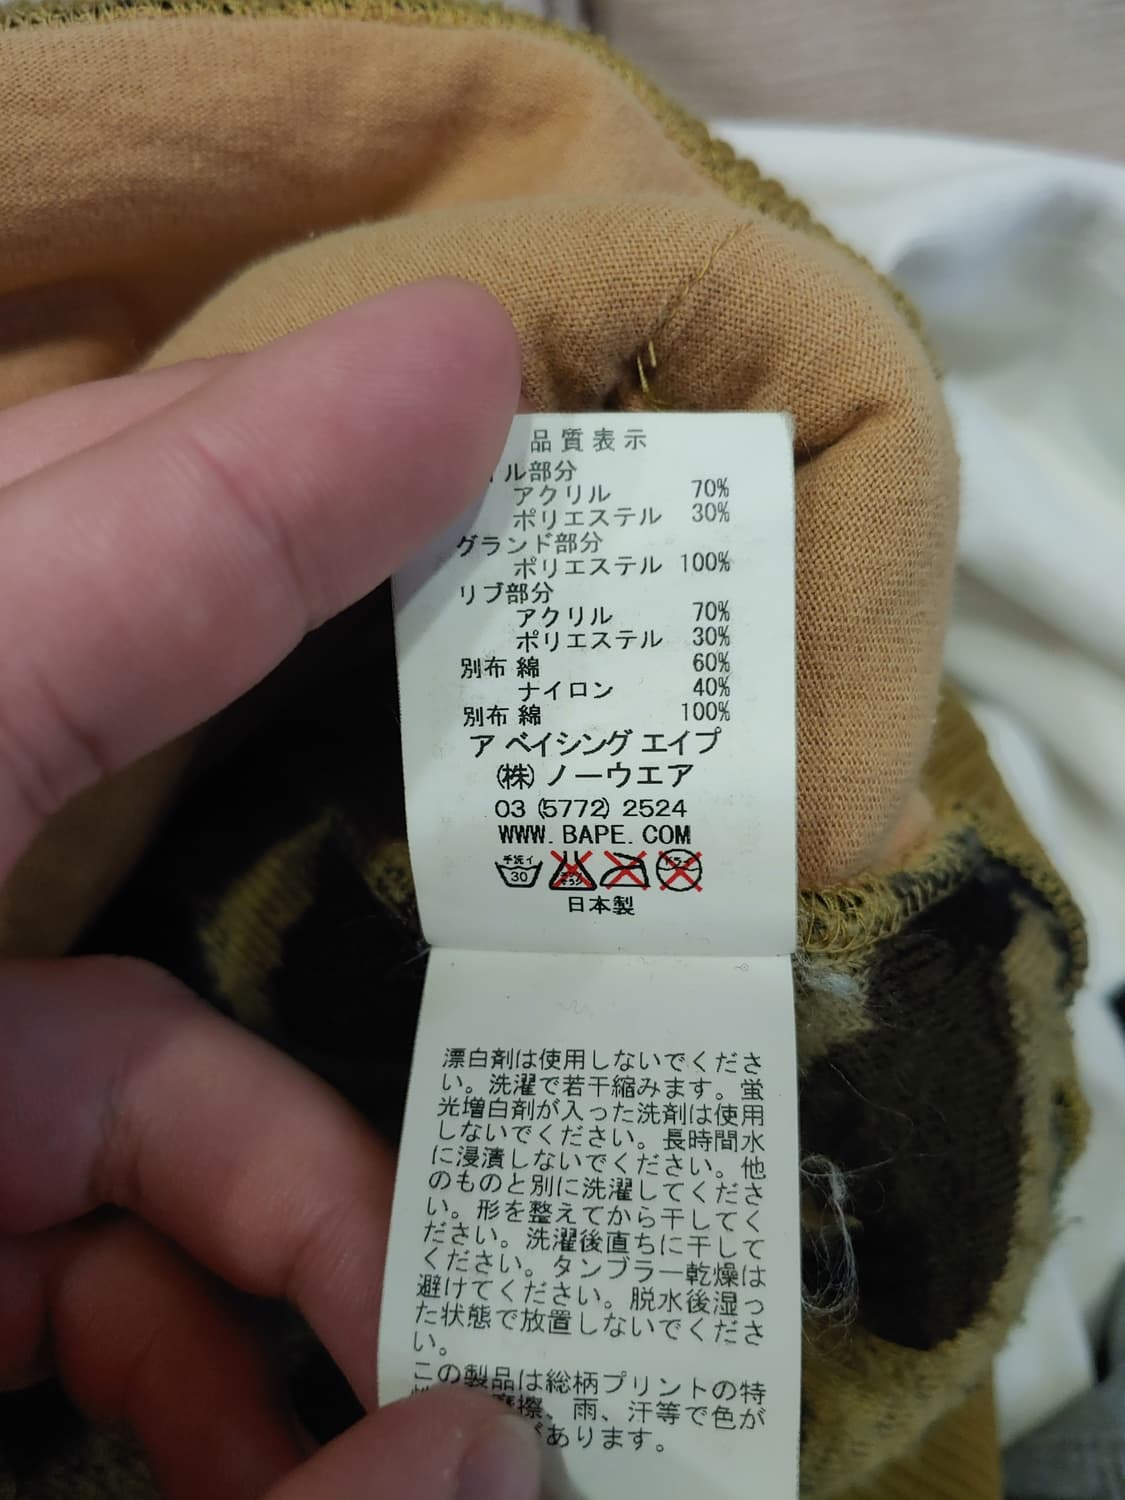 品質表示
ル部分
アクリル 70%
ポリエステル 30%
グランド部分
ポリエステル 100%
リブ部分
アクリル 70%
ポリエステル 30%
別布 綿 60%
ナイロン 40%
別布 綿 100%
ア ベイシング エイプ
(株) ノーウエア
03 (5772) 2524
WWW. BAPE. COM
手洗イ
30
日本製
漂白剤は使用しないでくださ
い。洗濯で若干縮みます。蛍
光増白剤が入った洗剤は使用
しないでください。長時間水
に浸漬しないでください。他
のものと別に洗濯してくださ
い。形を整えてから干してく
ださい。洗濯後直ちに干して
ください。タンブラー乾燥は
避けてください。脱水後湿っ
た状態で放置しないでくださ
い。
この製品は総柄プリントの特
擦、雨、汗等で色が
があります。